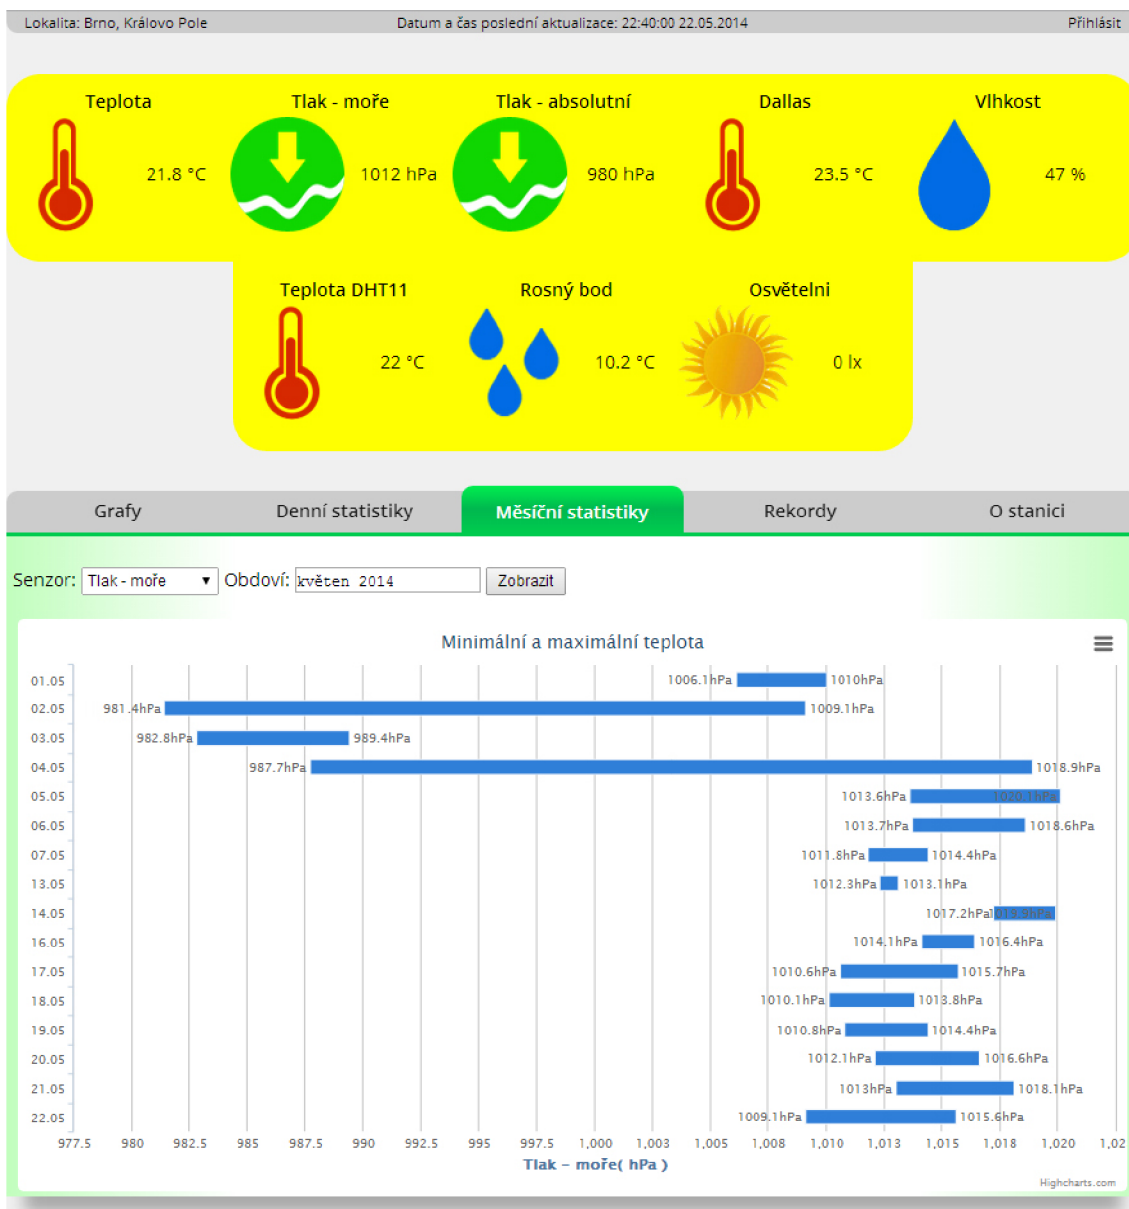 Lokalita: Brno, Královo Pole Datum a čas poslední aktualizace: 22:40:00 22.05.2014 Přihlásit
Teplota Tlak - moře Tlak - absolutní Dallas Vlhkost
21.8 °C 1012 hPa 980 hPa 23.5 °C 47 %
Teplota DHT11 Rosný bod Osvětelni
22 °C 10.2 °C 0 lx
Grafy Denní statistiky Měsíční statistiky Rekordy O stanici
Senzor: Tlak - moře Obdoví: květen 2014 Zobrazit
Minimální a maximální teplota
01.05 1006.1hPa 1010hPa
02.05 981.4hPa 1009.1hPa
03.05 982.8hPa 989.4hPa
04.05 987.7hPa 1018.9hPa
05.05 1013.6hPa 1020.1hPa
06.05 1013.7hPa 1018.6hPa
07.05 1011.8hPa 1014.4hPa
13.05 1012.3hPa 1013.1hPa
14.05 1017.2hPa 1019.9hPa
16.05 1014.1hPa 1016.4hPa
17.05 1010.6hPa 1015.7hPa
18.05 1010.1hPa 1013.8hPa
19.05 1010.8hPa 1014.4hPa
20.05 1012.1hPa 1016.6hPa
21.05 1013hPa 1018.1hPa
22.05 1009.1hPa 1015.6hPa
977.5 980 982.5 985 987.5 990 992.5 995 997.5 1,000 1,003 1,005 1,008 1,010 1,013 1,015 1,018 1,020 1,02
Tlak - moře( hPa )
Highcharts.com